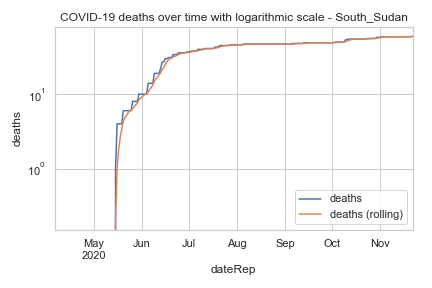 COVID-19 deaths over time with logarithmic scale - South_Sudan
deaths
10¹
10⁰
deaths
deaths (rolling)
May
2020
Jun
Jul
Aug
Sep
Oct
Nov
dateRep